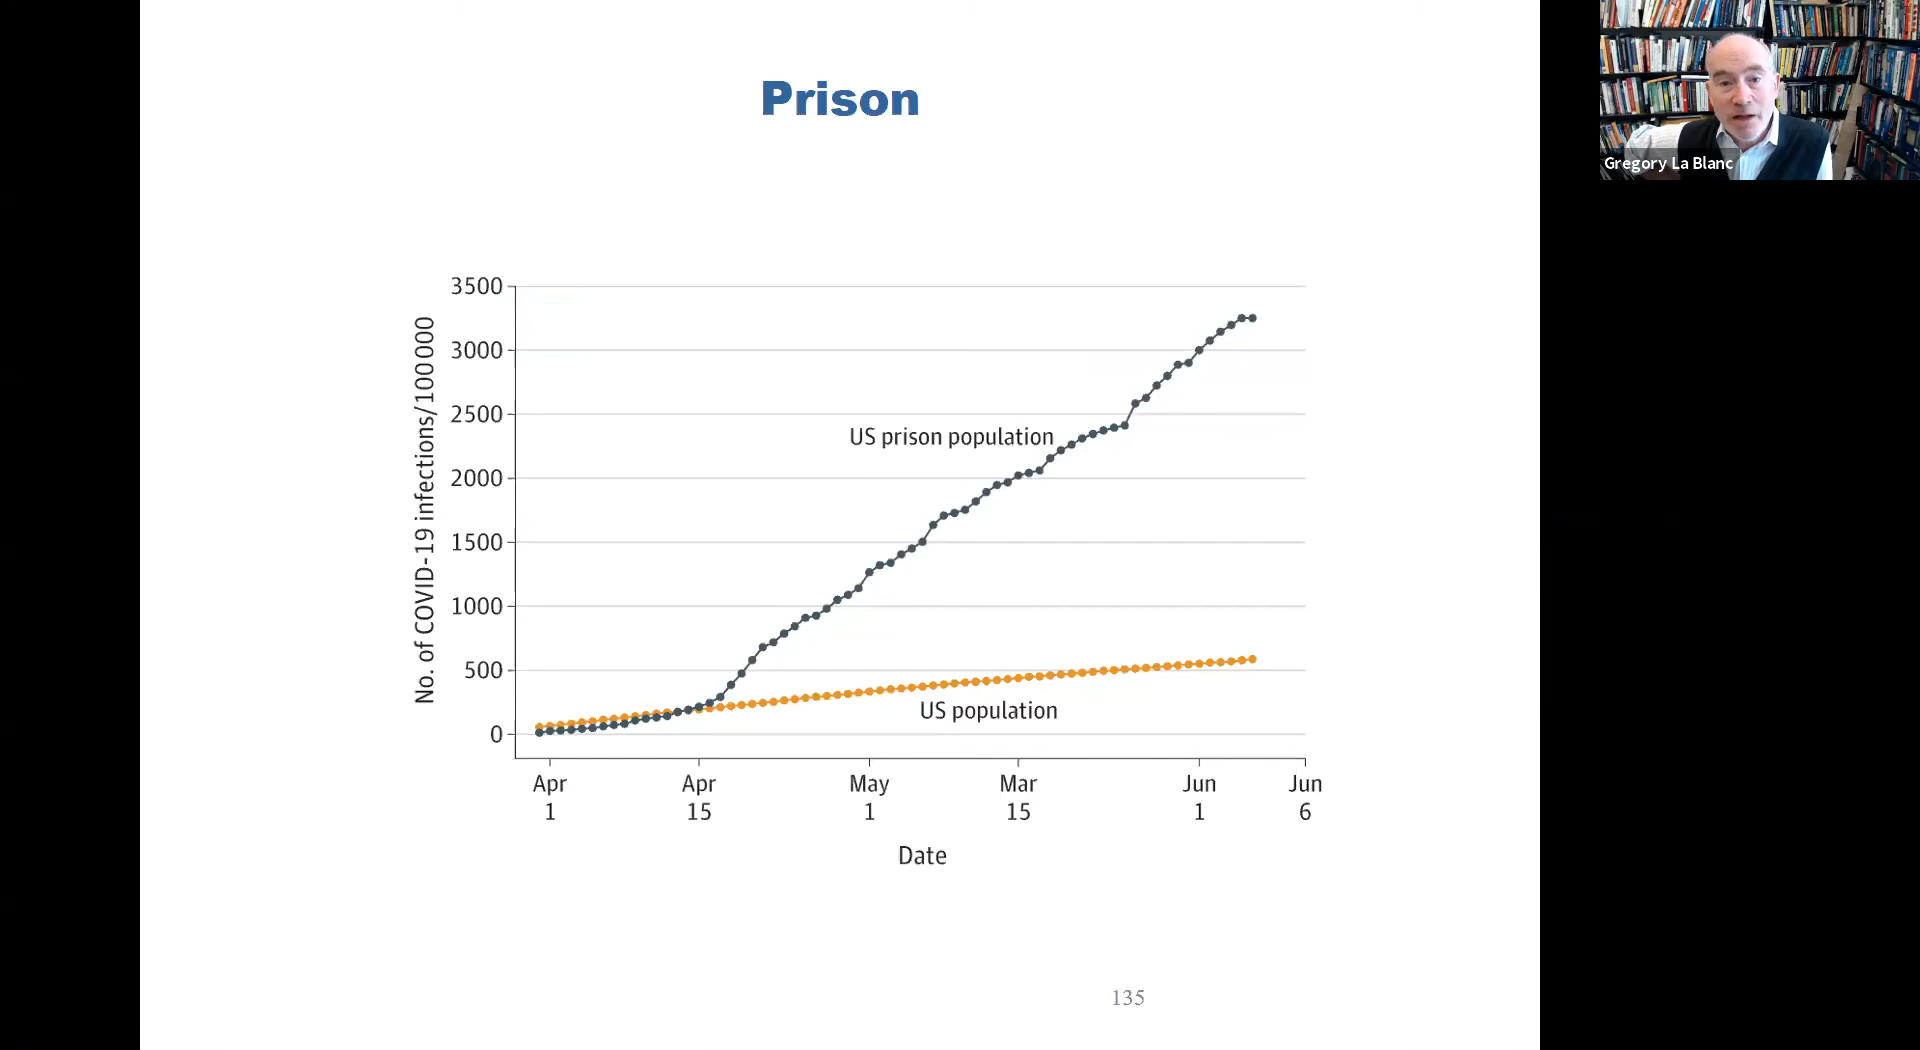 Prison
Gregory La Blanc
3500
3000
2500
2000
1500
1000
500
0
No. of COVID-19 infections/100000
US prison population
US population
Apr 1
Apr 15
May 1
Mar 15
Jun 1
Jun 6
Date
135